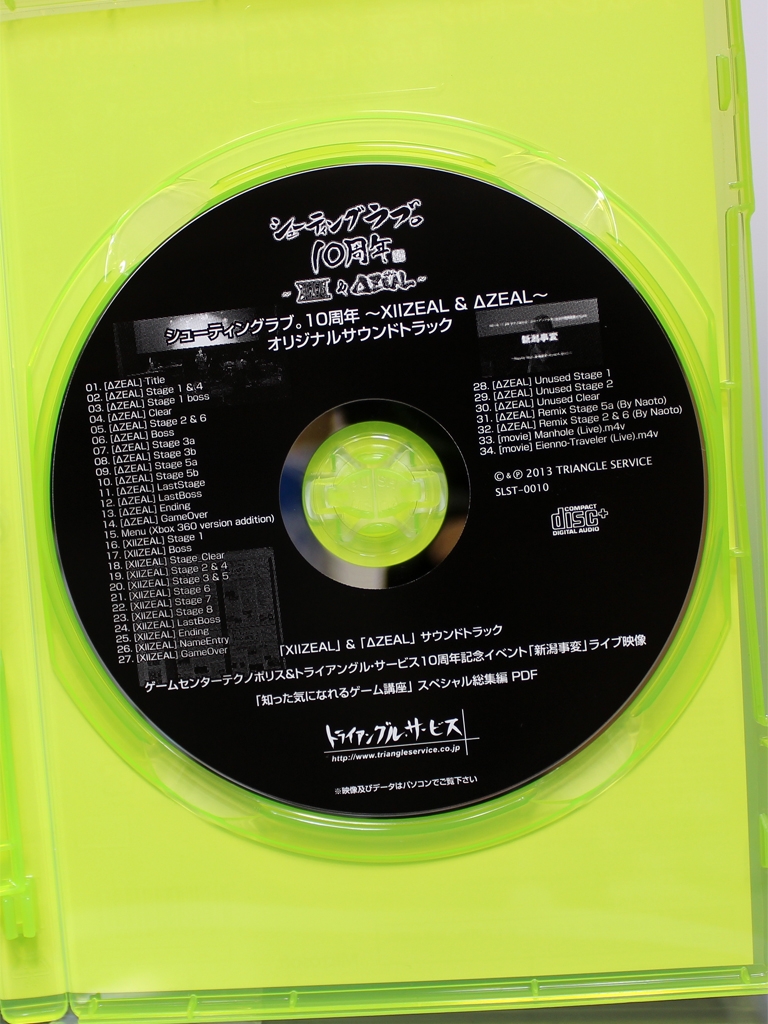 シューティングラブ。
10周年
~XIIZEAL & ΔZEAL~
シューティングラブ。10周年 ～XIIZEAL & ΔZEAL～
オリジナルサウンドトラック
新潟事変
01. [ΔZEAL] Title
02. [ΔZEAL] Stage 1 & 4
03. [ΔZEAL] Stage 1 boss
04. [ΔZEAL] Clear
05. [ΔZEAL] Stage 2 & 6
06. [ΔZEAL] Boss
07. [ΔZEAL] Stage 3a
08. [ΔZEAL] Stage 3b
09. [ΔZEAL] Stage 5a
10. [ΔZEAL] Stage 5b
11. [ΔZEAL] LastStage
12. [ΔZEAL] LastBoss
13. [ΔZEAL] Ending
14. [ΔZEAL] GameOver
15. Menu (Xbox 360 version addition)
16. [XIIZEAL] Stage 1
17. [XIIZEAL] Boss
18. [XIIZEAL] Stage Clear
19. [XIIZEAL] Stage 2 & 4
20. [XIIZEAL] Stage 3 & 5
21. [XIIZEAL] Stage 6
22. [XIIZEAL] Stage 7
23. [XIIZEAL] Stage 8
24. [XIIZEAL] LastBoss
25. [XIIZEAL] Ending
26. [XIIZEAL] NameEntry
27. [XIIZEAL] GameOver
28. [ΔZEAL] Unused Stage 1
29. [ΔZEAL] Unused Stage 2
30. [ΔZEAL] Unused Clear
31. [ΔZEAL] Remix Stage 5a (By Naoto)
32. [ΔZEAL] Remix Stage 2 & 6 (By Naoto)
33. [movie] Manhole (Live).m4v
34. [movie] Eienno-Traveler (Live).m4v
© & ℗ 2013 TRIANGLE SERVICE
SLST-0010
COMPACT
disc+
DIGITAL AUDIO
「XIIZEAL」&「ΔZEAL」サウンドトラック
ゲームセンターテクノポリス&トライアングル・サービス10周年記念イベント「新潟事変」ライブ映像
「知った気になれるゲーム講座」スペシャル総集編 PDF
トライアングル・サービス
http://www.triangleservice.co.jp
※映像及びデータはパソコンでご覧下さい